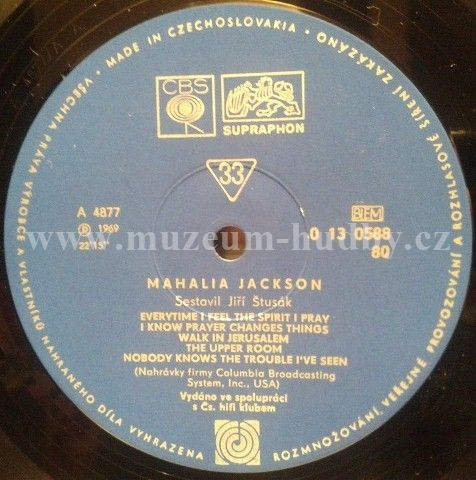 VŠECHNA PRÁVA VÝROBCE A VLASTNÍKŮ NAHRANÉHO DÍLA VYHRAZENA
• MADE IN CZECHOSLOVAKIA •
ROZMNOŽOVÁNÍ, VEŘEJNÉ PROVOZOVÁNÍ A ROZHLASOVÉ ŠÍŘENÍ ZAKÁZÁNO
CBS
SUPRAPHON
33
A 4877
Ⓟ 1969
22'15"
BIEM
0 13 0588
80
www.muzeum-hudby.cz
MAHALIA JACKSON
Sestavil Jiří Stusák
EVERYTIME I FEEL THE SPIRIT I PRAY
I KNOW PRAYER CHANGES THINGS
WALK IN JERUSALEM
THE UPPER ROOM
NOBODY KNOWS THE TROUBLE I'VE SEEN
(Nahrávky firmy Columbia Broadcasting
System, Inc., USA)
Vydáno ve spolupráci
s Čs. hifi klubem